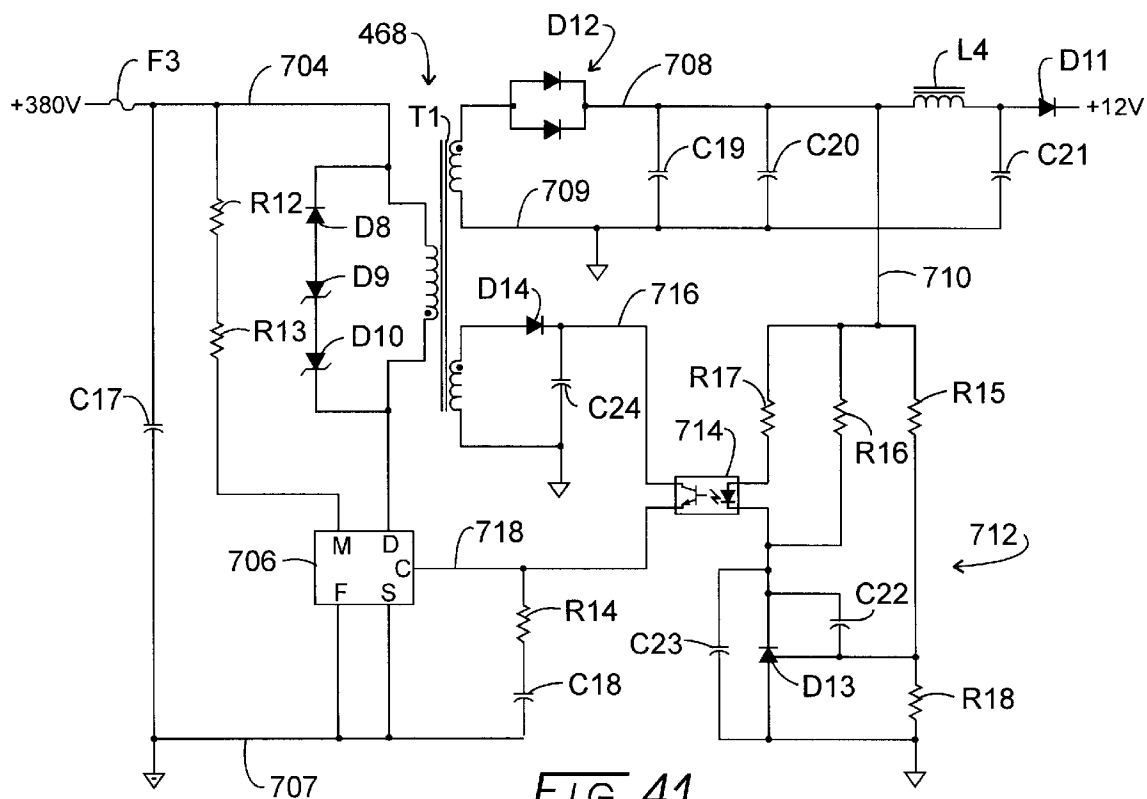 468
D12
F3
704
708
L4
D11
+380V
+12V
T1
C19
C20
C21
709
R12
D8
710
D9
D14
716
R13
D10
R17
R15
C17
C24
714
R16
M
D
718
712
706
C
F
S
R14
C22
C23
C18
D13
R18
707
FIG. 41